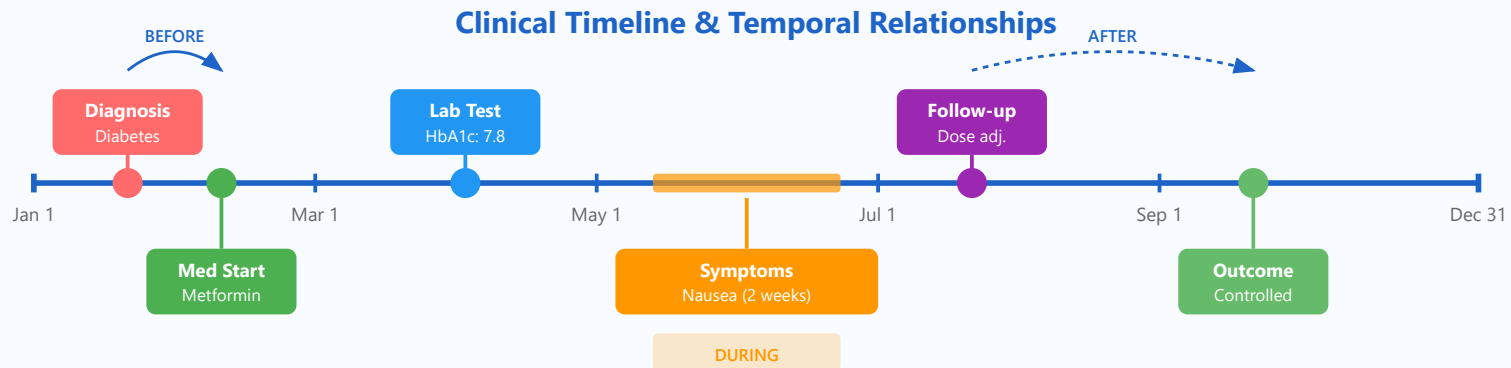 Clinical Timeline & Temporal Relationships
BEFORE
AFTER
Diagnosis
Diabetes
Lab Test
HbA1c: 7.8
Follow-up
Dose adj.
Jan 1
Mar 1
May 1
Jul 1
Sep 1
Dec 31
Med Start
Metformin
Symptoms
Nausea (2 weeks)
Outcome
Controlled
DURING